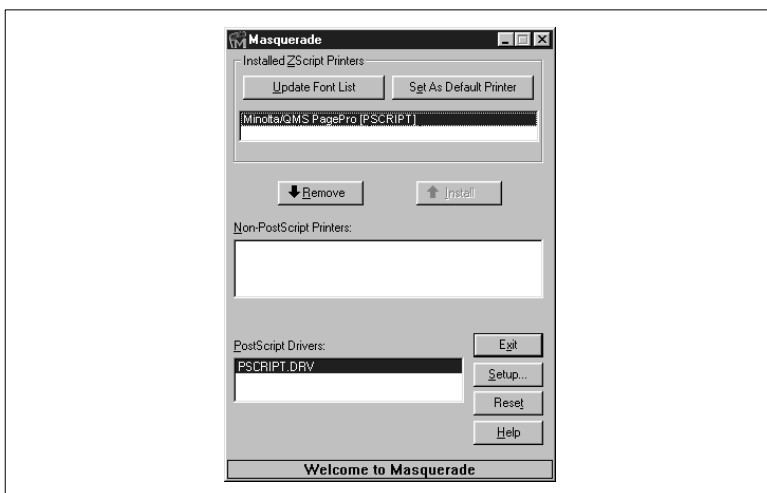 Masquerade
Installed ZScript Printers
Update Font List
Set As Default Printer
Minolta/QMS PagePro [PSCRIPT]
Remove
Install
Non-PostScript Printers:
PostScript Drivers:
PSCRIPT.DRV
Exit
Setup...
Reset
Help
Welcome to Masquerade